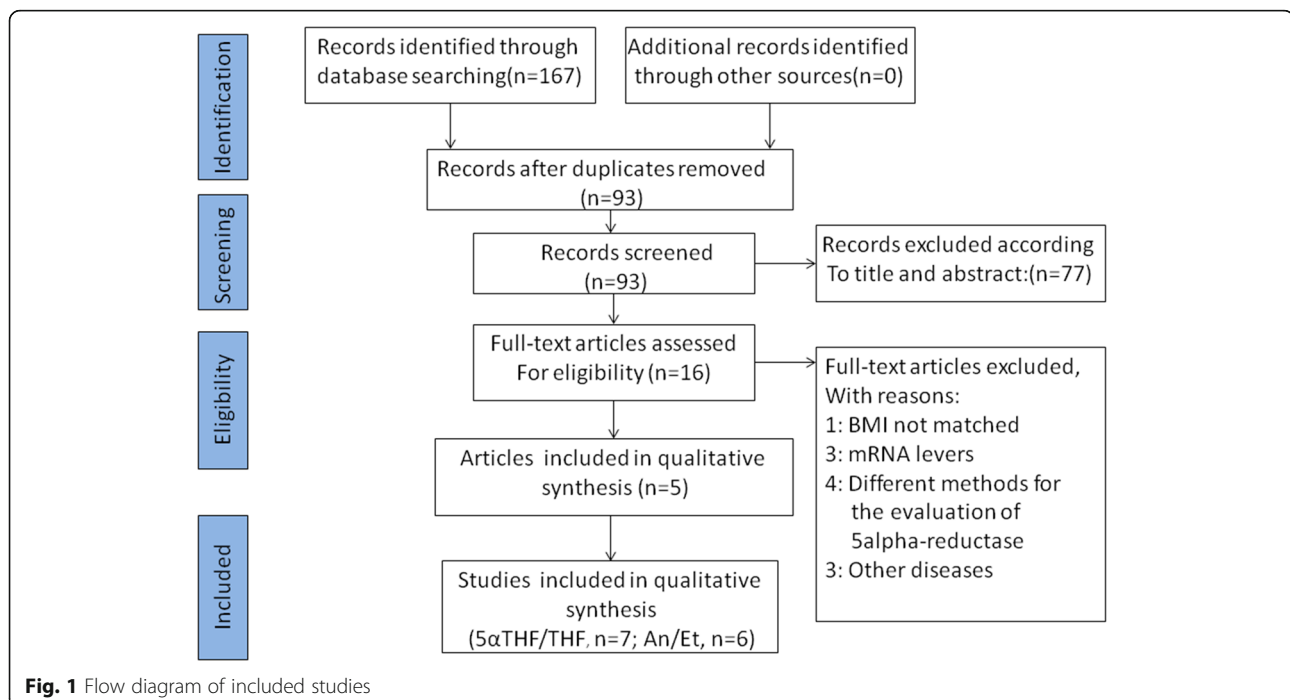 Identification
Records identified through
database searching(n=167)
Additional records identified
through other sources(n=0)
Records after duplicates removed
(n=93)
Screening
Records screened
(n=93)
Records excluded according
To title and abstract:(n=77)
Eligibility
Full-text articles assessed
For eligibility (n=16)
Full-text articles excluded,
With reasons:
1: BMI not matched
3: mRNA levers
4: Different methods for
the evaluation of
5alpha-reductase
3: Other diseases
Articles included in qualitative
synthesis (n=5)
Included
Studies included in qualitative
synthesis
(5αTHF/THF, n=7; An/Et, n=6)
Fig. 1 Flow diagram of included studies